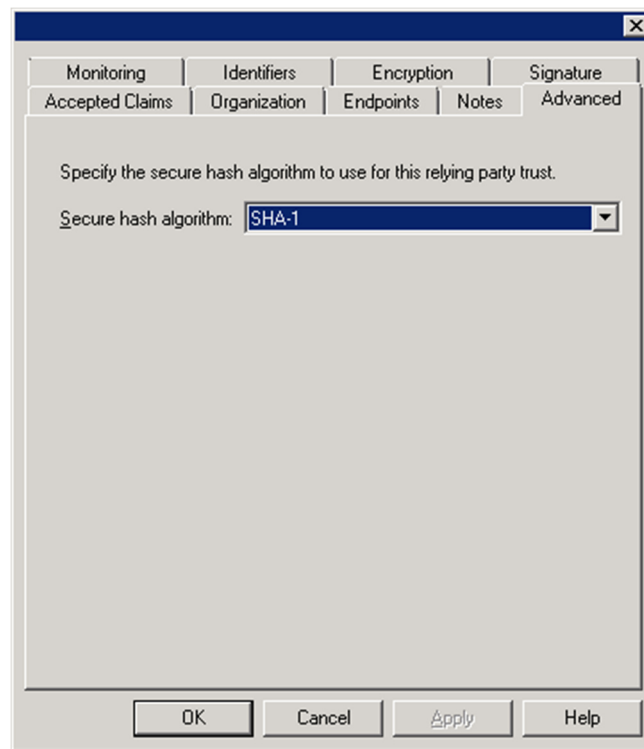 Monitoring Identifiers Encryption Signature
Accepted Claims Organization Endpoints Notes Advanced
Specify the secure hash algorithm to use for this relying party trust.
Secure hash algorithm: SHA-1
OK Cancel Apply Help